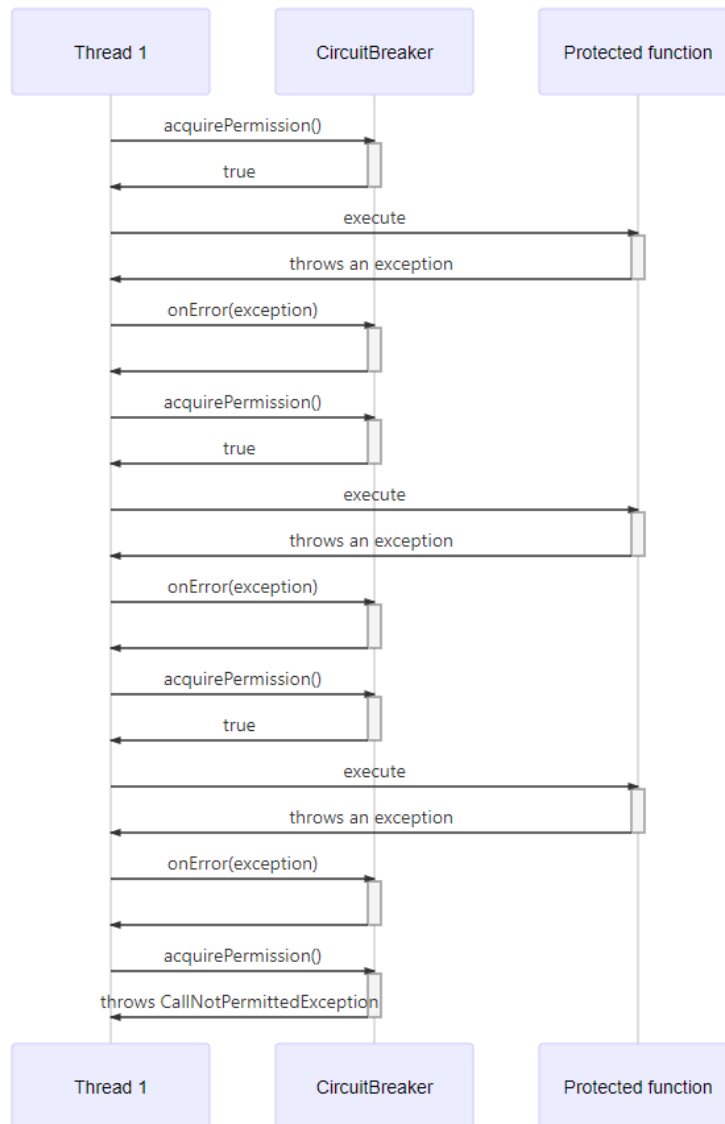 Thread 1 CircuitBreaker Protected function
acquirePermission()
true
execute
throws an exception
onError(exception)
acquirePermission()
true
execute
throws an exception
onError(exception)
acquirePermission()
true
execute
throws an exception
onError(exception)
acquirePermission()
throws CallNotPermittedException
Thread 1 CircuitBreaker Protected function